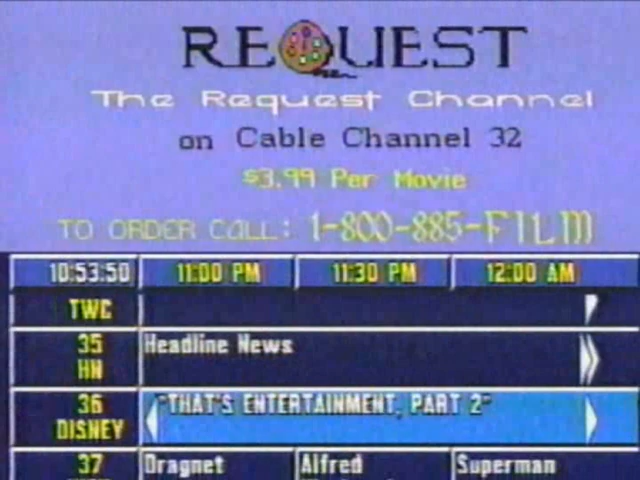 REQUEST
The Request Channel
on Cable Channel 32
$3.99 Per Movie
TO ORDER CALL: 1-800-885-FILM
10:53:50 11:00 PM 11:30 PM 12:00 AM
TWC
35 Headline News
HN
36 "THAT'S ENTERTAINMENT, PART 2"
DISNEY
37 Dragnet Alfred Superman